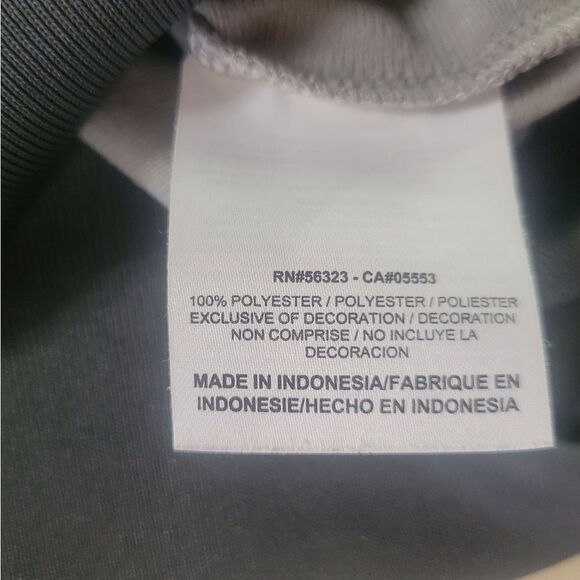 RN#56323 - CA#05553
100% POLYESTER / POLYESTER / POLIESTER
EXCLUSIVE OF DECORATION / DECORATION
NON COMPRISE / NO INCLUYE LA
DECORACION
MADE IN INDONESIA/FABRIQUE EN
INDONESIE/HECHO EN INDONESIA